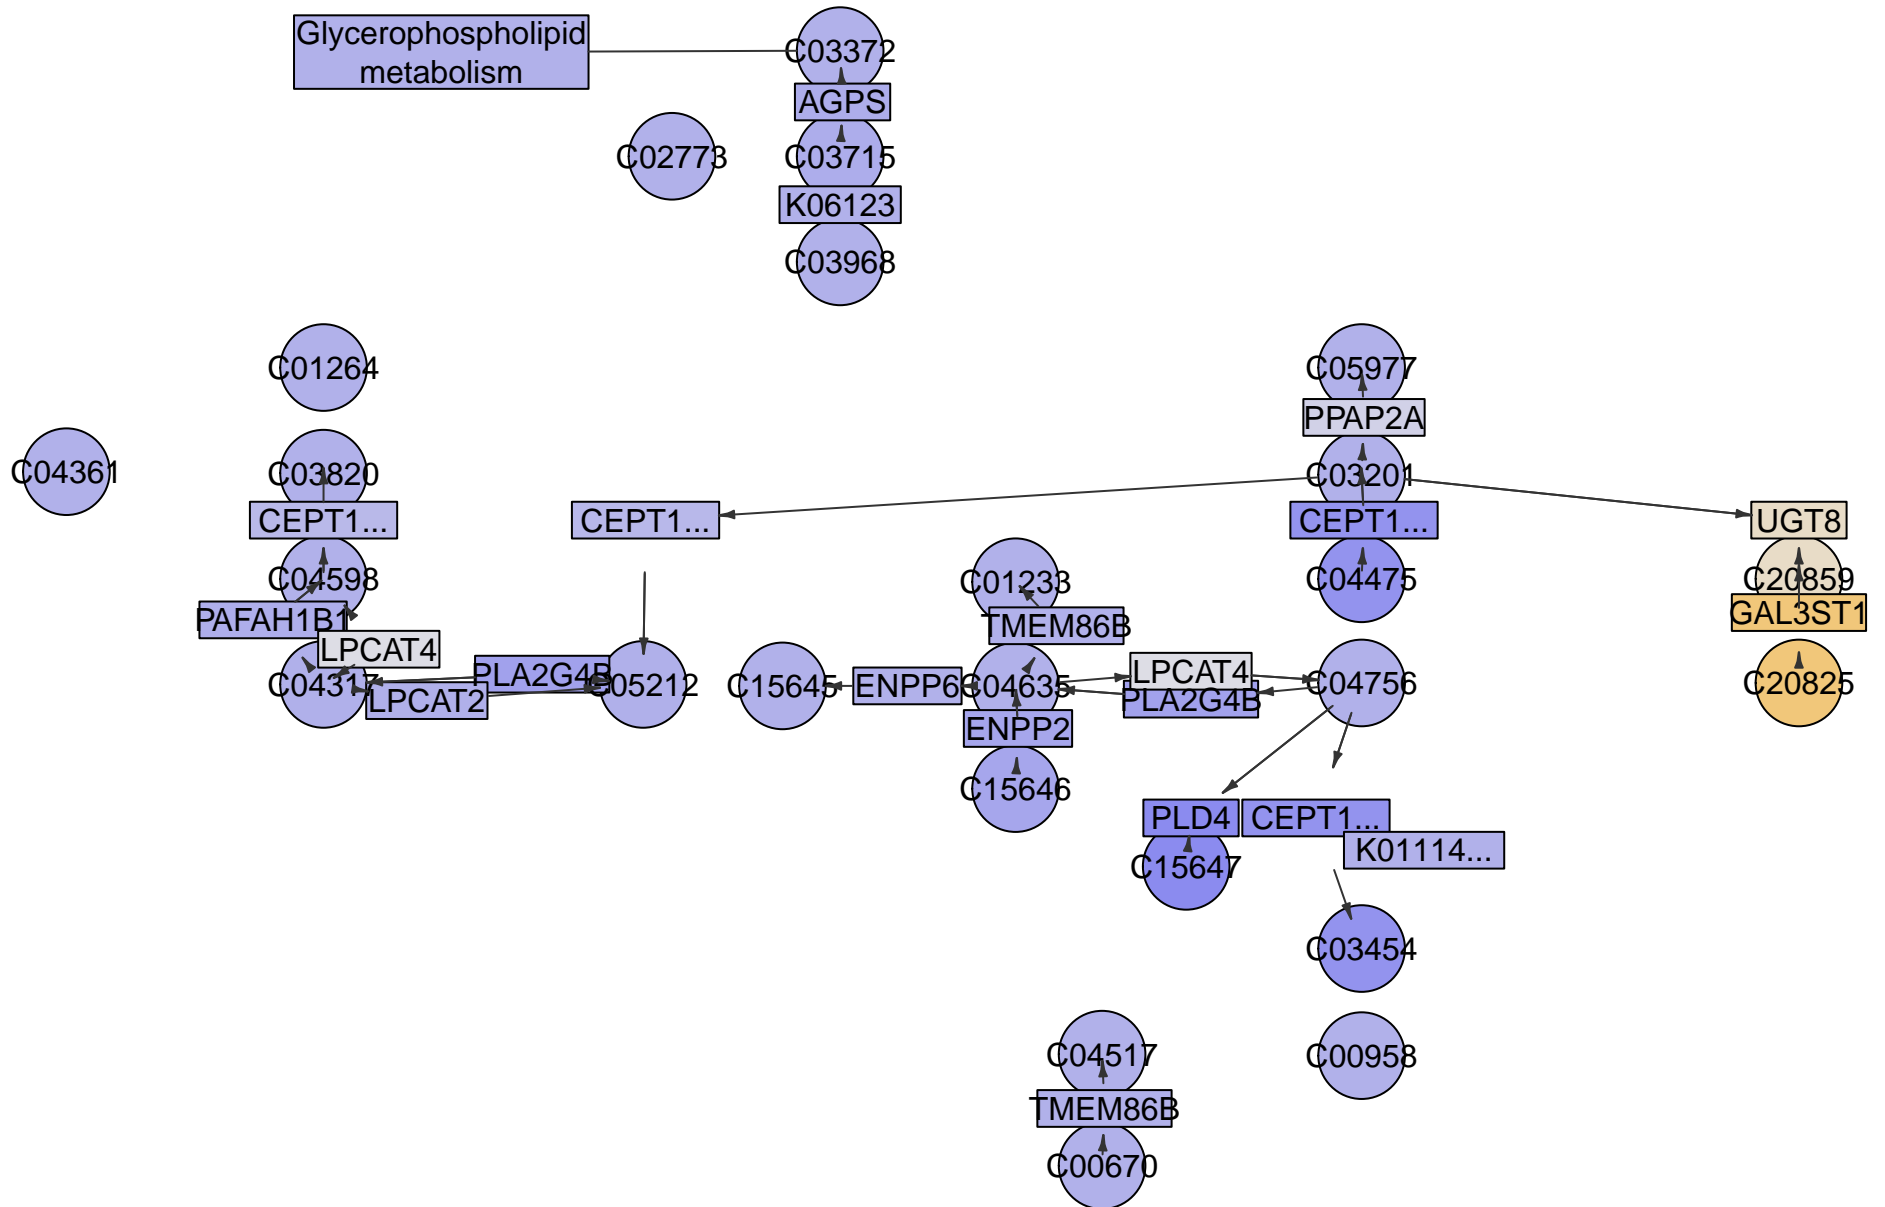 Glycerophospholipid
metabolism
C03372
AGPS
C02773
C03715
K06123
C03968
C01264
C05977
PPAP2A
C04361
C03820
C03201
CEPT1...
CEPT1...
CEPT1...
UGT8
C04598
C01233
C04475
C20859
PAFAH1B1
TMEM86B
GAL3ST1
LPCAT4
C04317
PLA2G4B
LPCAT2
C05212
C15645
ENPP6
C04635
LPCAT4
PLA2G4B
C04756
C20825
ENPP2
C15646
PLD4
CEPT1...
K01114...
C15647
C03454
C04517
C00958
TMEM86B
C00670